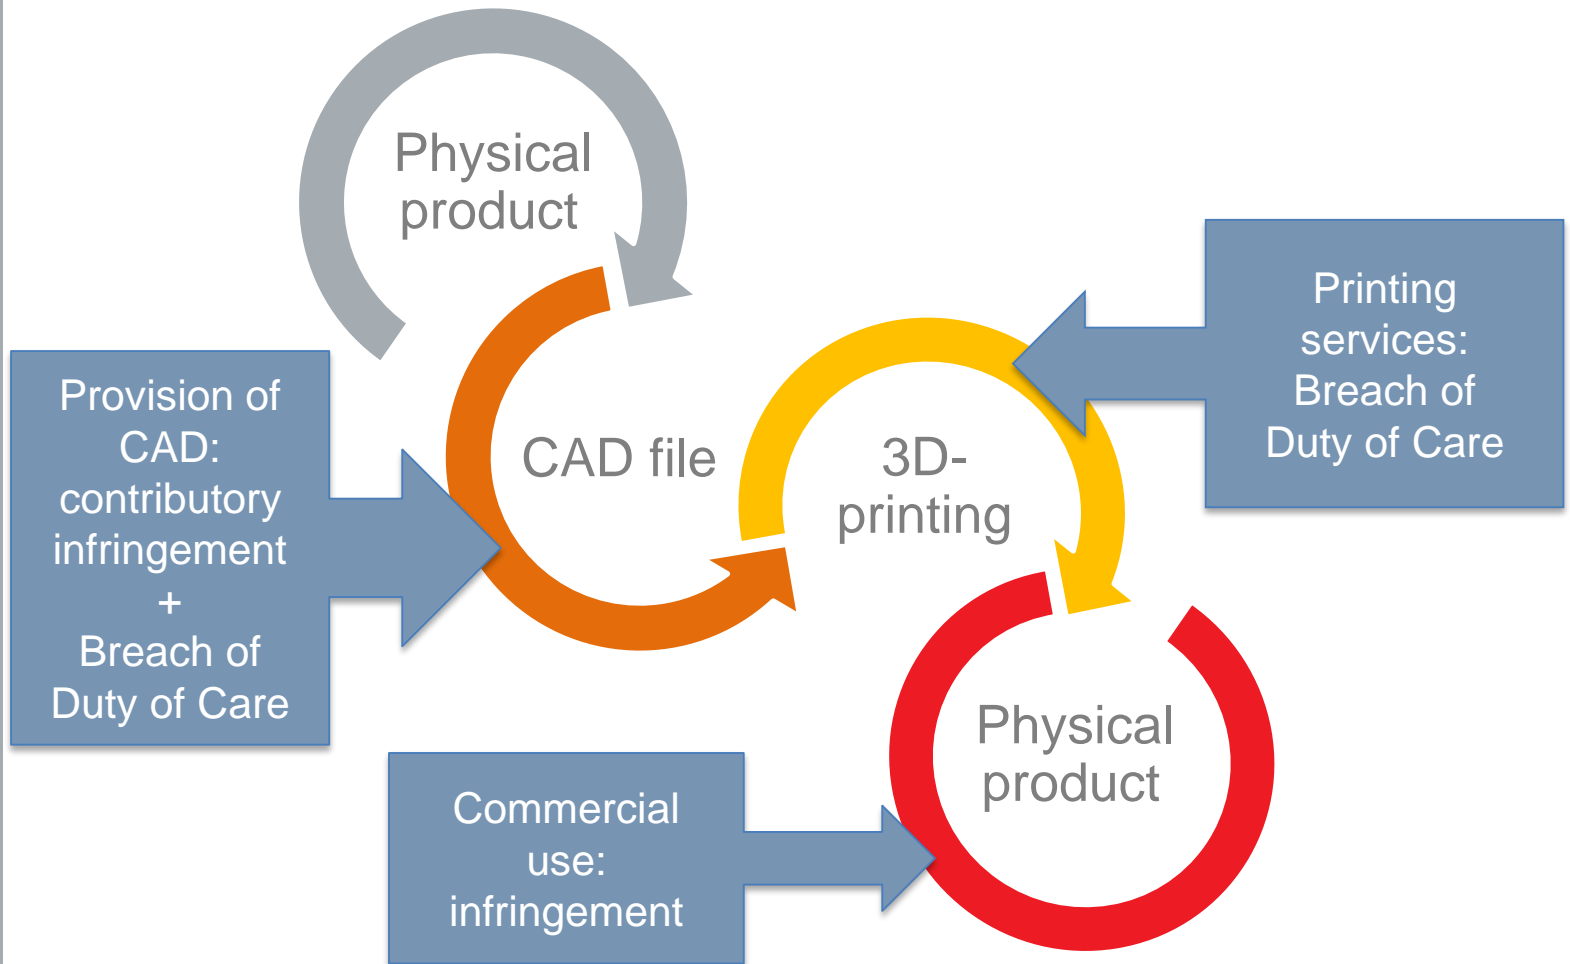 Physical
product
Provision of
CAD:
contributory
infringement
+
Breach of
Duty of Care
CAD file
3D-
printing
Printing
services:
Breach of
Duty of Care
Physical
product
Commercial
use:
infringement